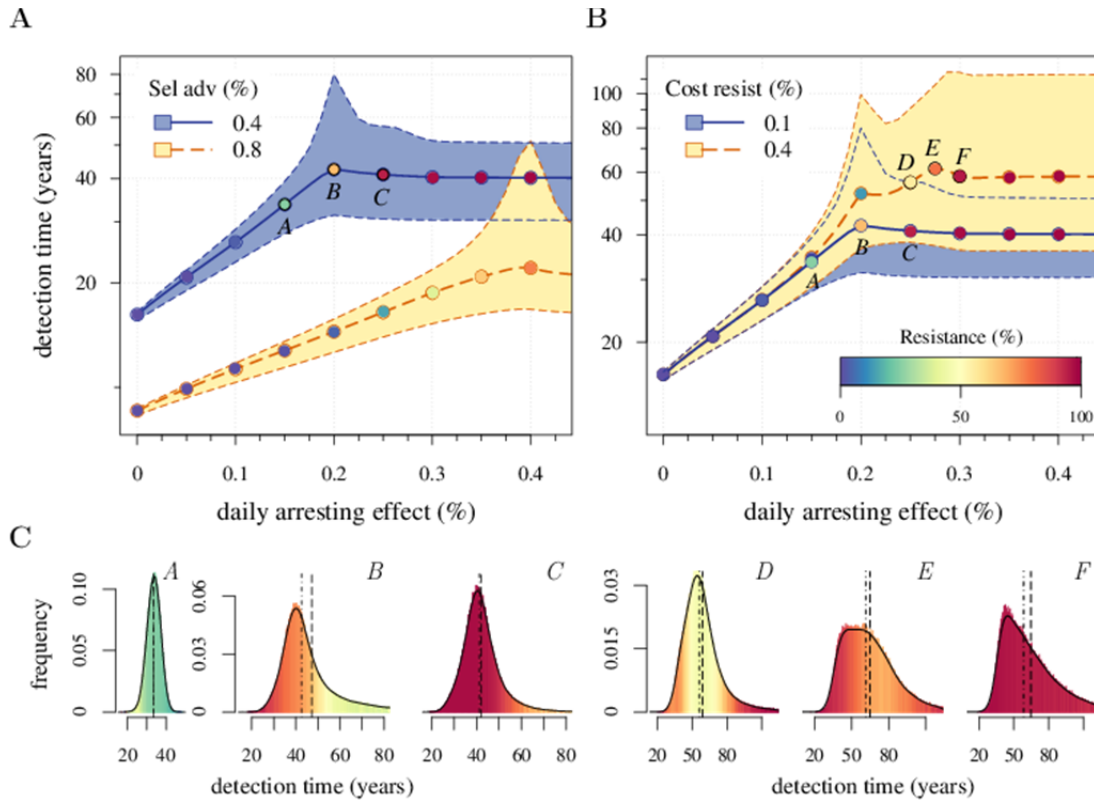 A
B
Sel adv (%)
0.4
0.8
80
60
40
20
detection time (years)
A
B
C
0
0.1
0.2
0.3
0.4
daily arresting effect (%)
Cost resist (%)
0.1
0.4
100
80
60
40
20
A
B
C
D
E
F
Resistance (%)
0
50
100
0
0.1
0.2
0.3
0.4
daily arresting effect (%)
C
frequency
0.10
0.05
0
A
20
40
0.06
0.03
0
B
20
40
60
80
C
20
40
60
80
detection time (years)
0.03
0.015
0
D
20
50
80
E
20
50
80
F
20
50
80
detection time (years)